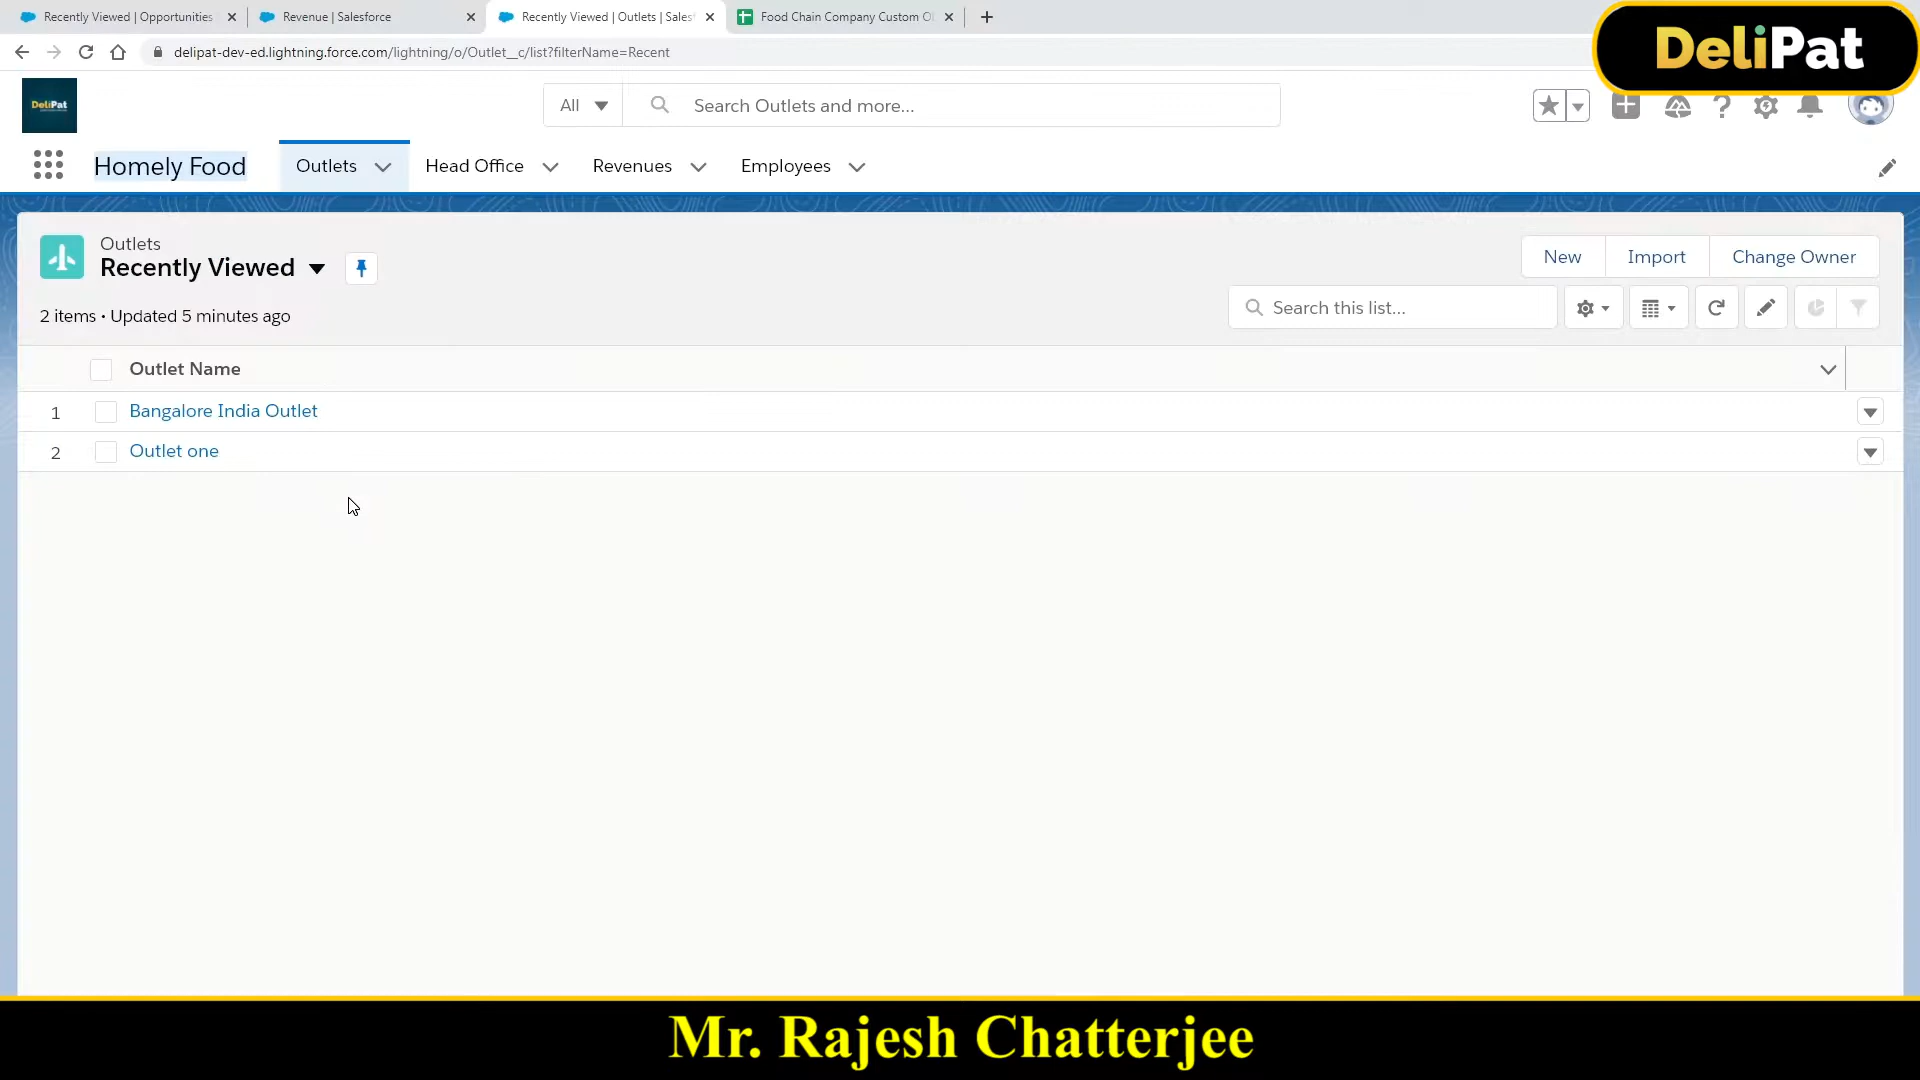 Recently Viewed | Opportunities
Revenue | Salesforce
Recently Viewed | Outlets | Sales
Food Chain Company Custom O
delipat-dev-ed.lightning.force.com/lightning/o/Outlet__c/list?filterName=Recent
DeliPat
DeliPat
All
Search Outlets and more...
Homely Food
Outlets
Head Office
Revenues
Employees
Outlets
Recently Viewed
New
Import
Change Owner
2 items • Updated 5 minutes ago
Search this list...
Outlet Name
1 Bangalore India Outlet
2 Outlet one
Mr. Rajesh Chatterjee